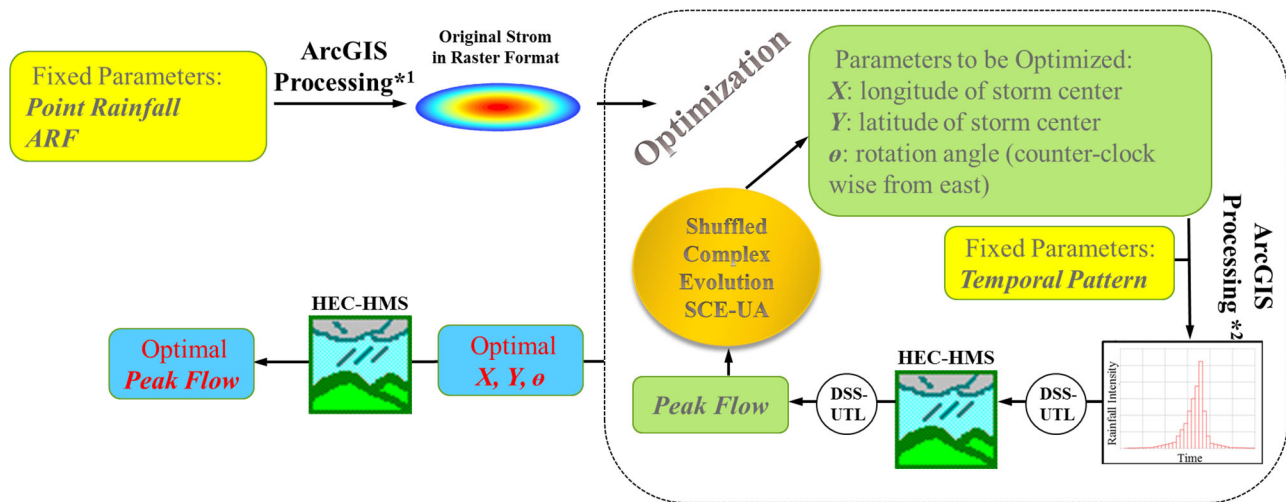 Fixed Parameters:
Point Rainfall
ARF
ArcGIS
Processing*1
Original Strom
in Raster Format
Optimization
Parameters to be Optimized:
X: longitude of storm center
Y: latitude of storm center
ɵ: rotation angle (counter-clock
wise from east)
Shuffled
Complex
Evolution
SCE-UA
Fixed Parameters:
Temporal Pattern
ArcGIS
Processing *2
HEC-HMS
Optimal
Peak Flow
Optimal
X, Y, ɵ
Peak Flow
DSS-
UTL
HEC-HMS
DSS-
UTL
Rainfall Intensity
Time